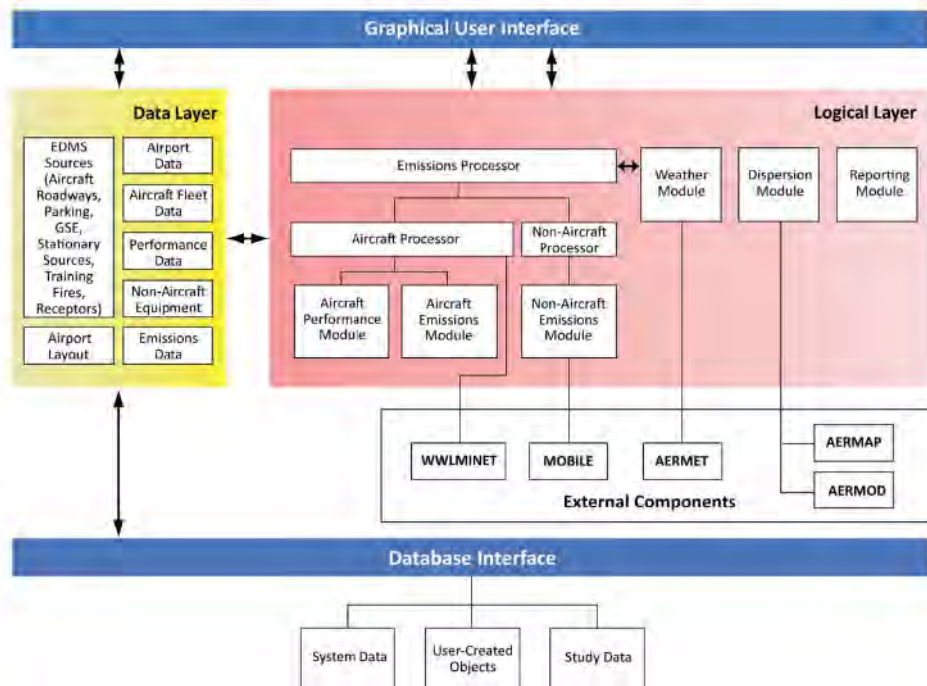 Graphical User Interface
Data Layer
EDMS
Sources
(Aircraft
Roadways,
Parking,
GSE,
Stationary
Sources,
Training
Fires,
Receptors)
Airport
Layout
Airport
Data
Aircraft Fleet
Data
Performance
Data
Non-Aircraft
Equipment
Emissions
Data
Logical Layer
Emissions Processor
Weather
Module
Dispersion
Module
Reporting
Module
Aircraft Processor
Non-Aircraft
Processor
Aircraft
Performance
Module
Aircraft
Emissions
Module
Non-Aircraft
Emissions
Module
WWLMINET
MOBILE
AERMET
AERMAP
AERMOD
External Components
Database Interface
System Data
User-Created
Objects
Study Data